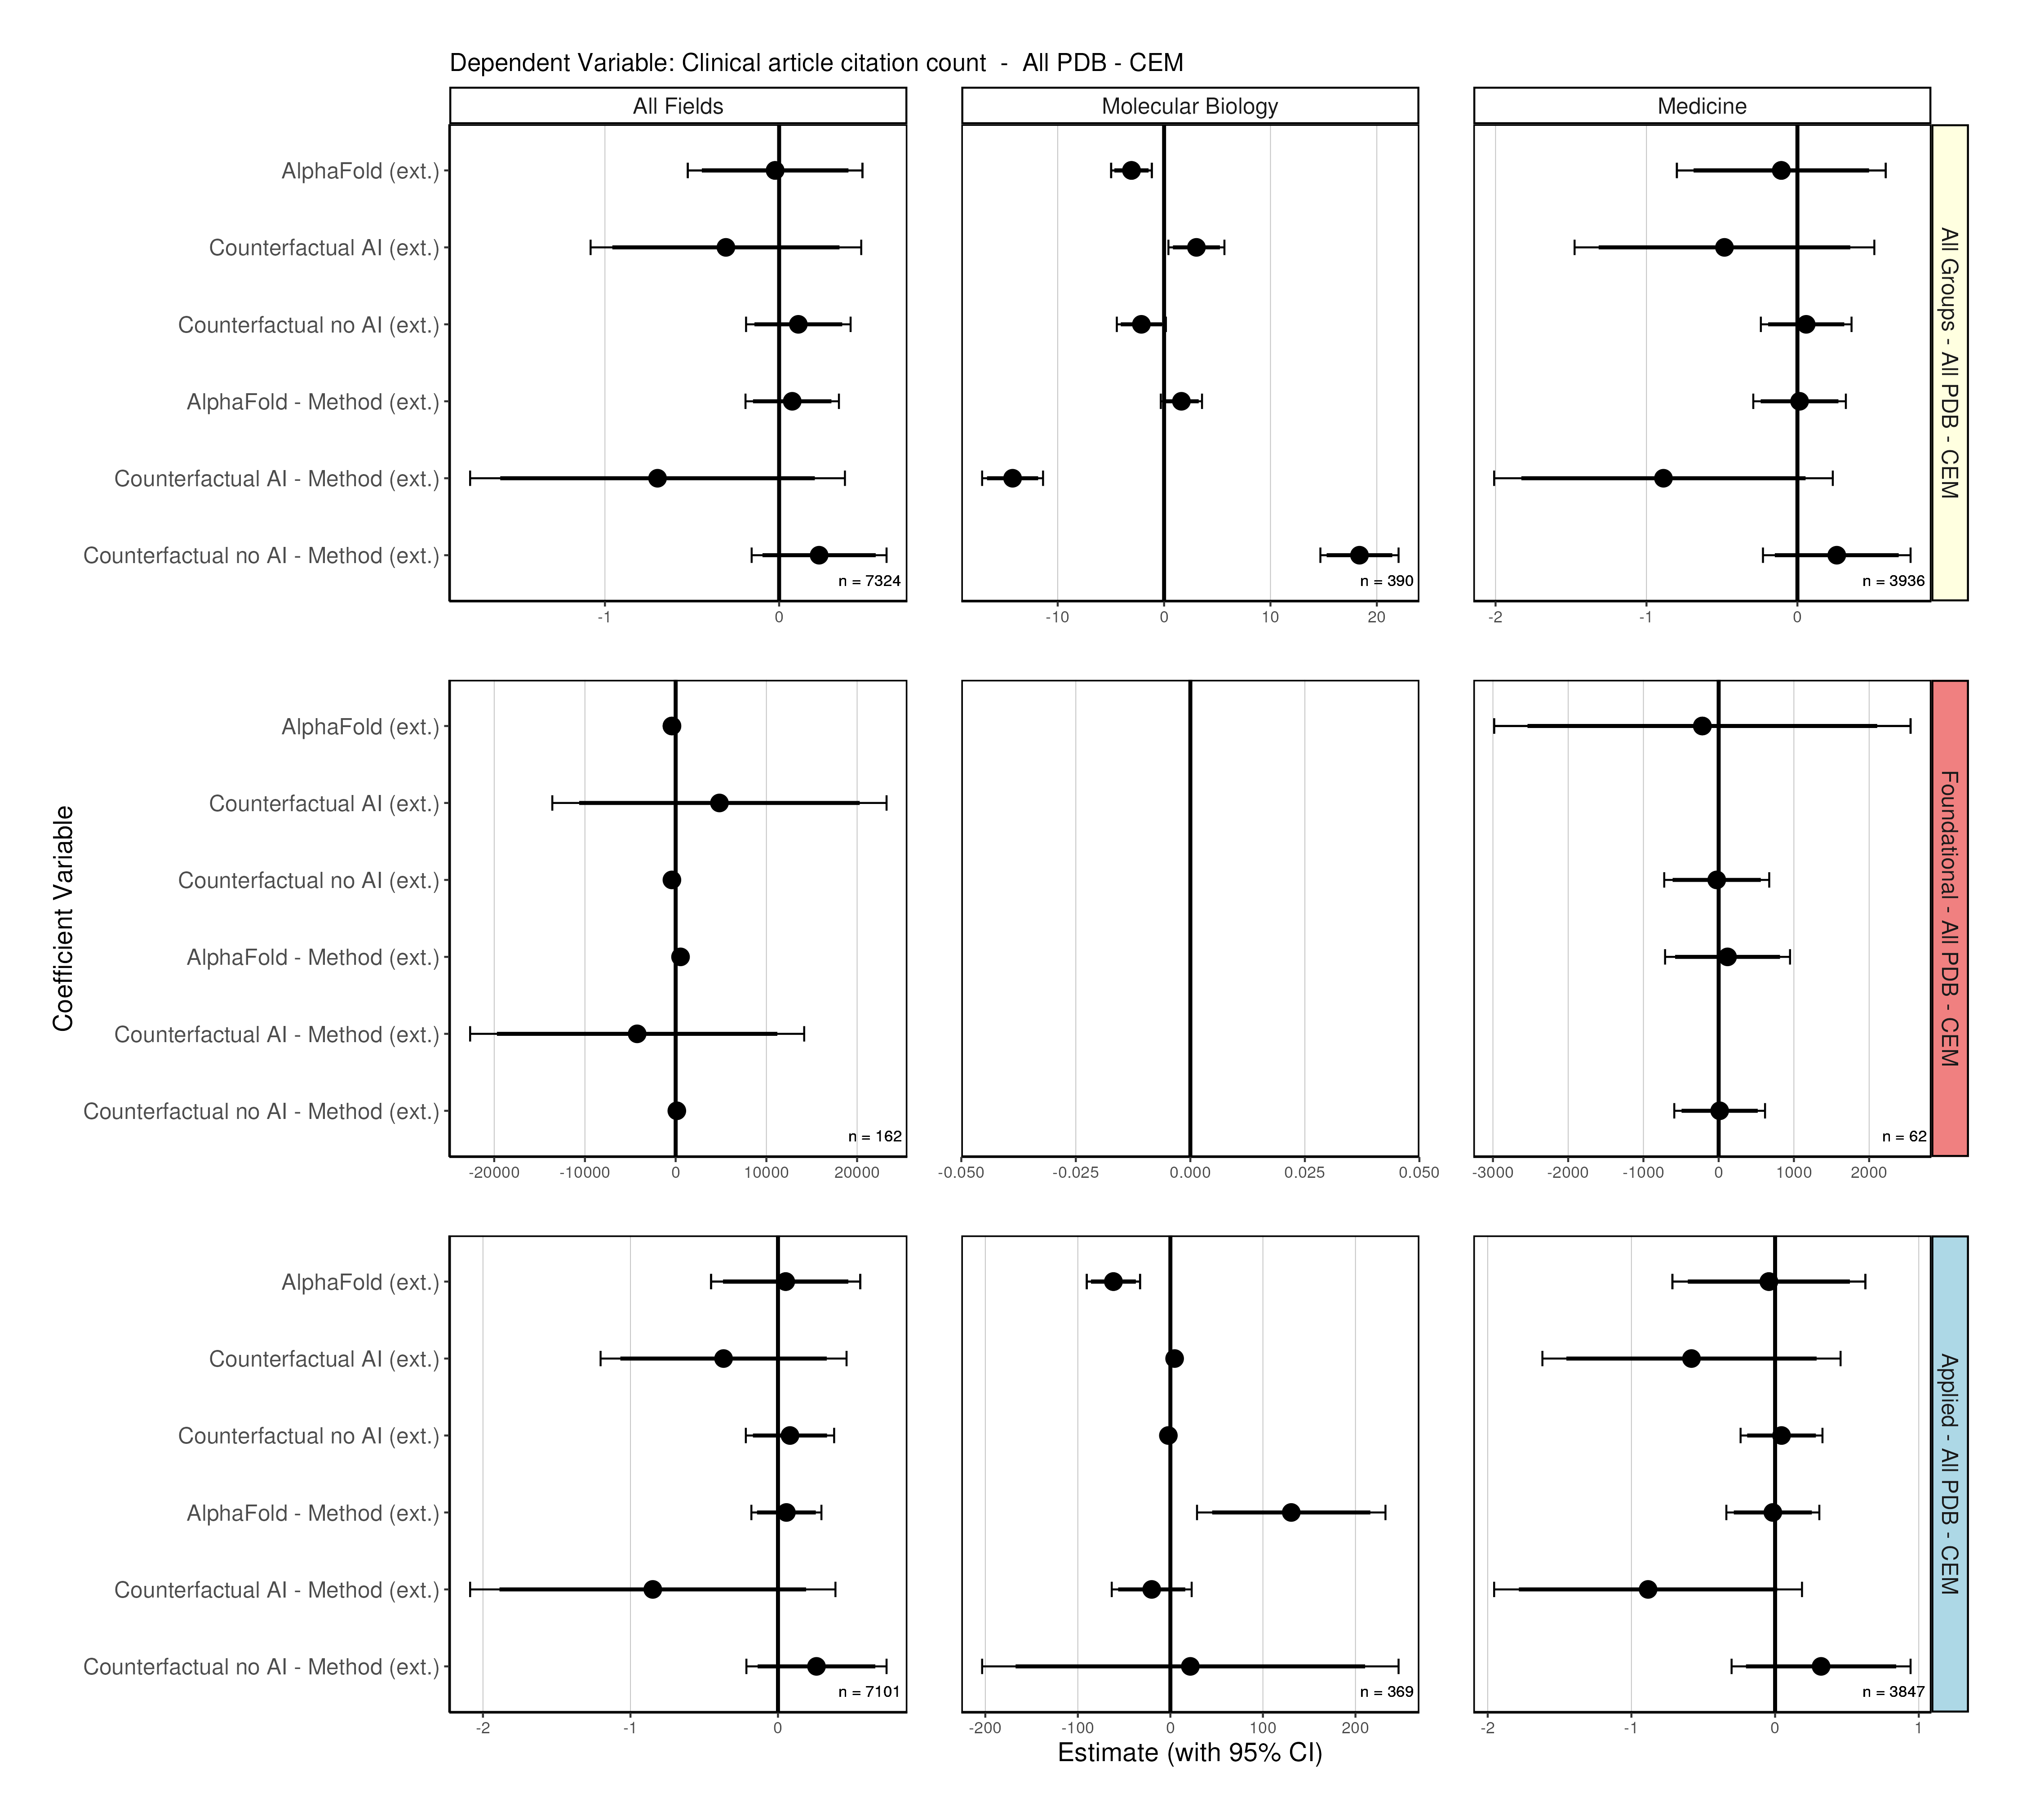 Dependent Variable: Clinical article citation count - All PDB - CEM
All Fields
Molecular Biology
Medicine
AlphaFold (ext.)
Counterfactual AI (ext.)
Counterfactual no AI (ext.)
AlphaFold - Method (ext.)
Counterfactual AI - Method (ext.)
Counterfactual no AI - Method (ext.)
n = 7324
n = 390
n = 3936
All Groups - All PDB - CEM
-1 0
-10 0 10 20
-2 -1 0
Coefficient Variable
AlphaFold (ext.)
Counterfactual AI (ext.)
Counterfactual no AI (ext.)
AlphaFold - Method (ext.)
Counterfactual AI - Method (ext.)
Counterfactual no AI - Method (ext.)
n = 162
n = 62
Foundational - All PDB - CEM
-20000 -10000 0 10000 20000
-0.050 -0.025 0.000 0.025 0.050
-3000 -2000 -1000 0 1000 2000
AlphaFold (ext.)
Counterfactual AI (ext.)
Counterfactual no AI (ext.)
AlphaFold - Method (ext.)
Counterfactual AI - Method (ext.)
Counterfactual no AI - Method (ext.)
n = 7101
n = 369
n = 3847
Applied - All PDB - CEM
-2 -1 0
-200 -100 0 100 200
-2 -1 0 1
Estimate (with 95% CI)